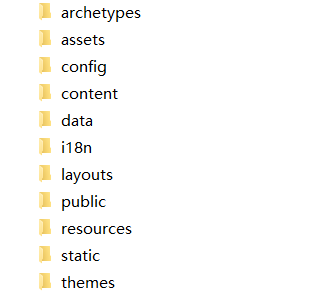 archetypes
assets
config
content
data
i18n
layouts
public
resources
static
themes